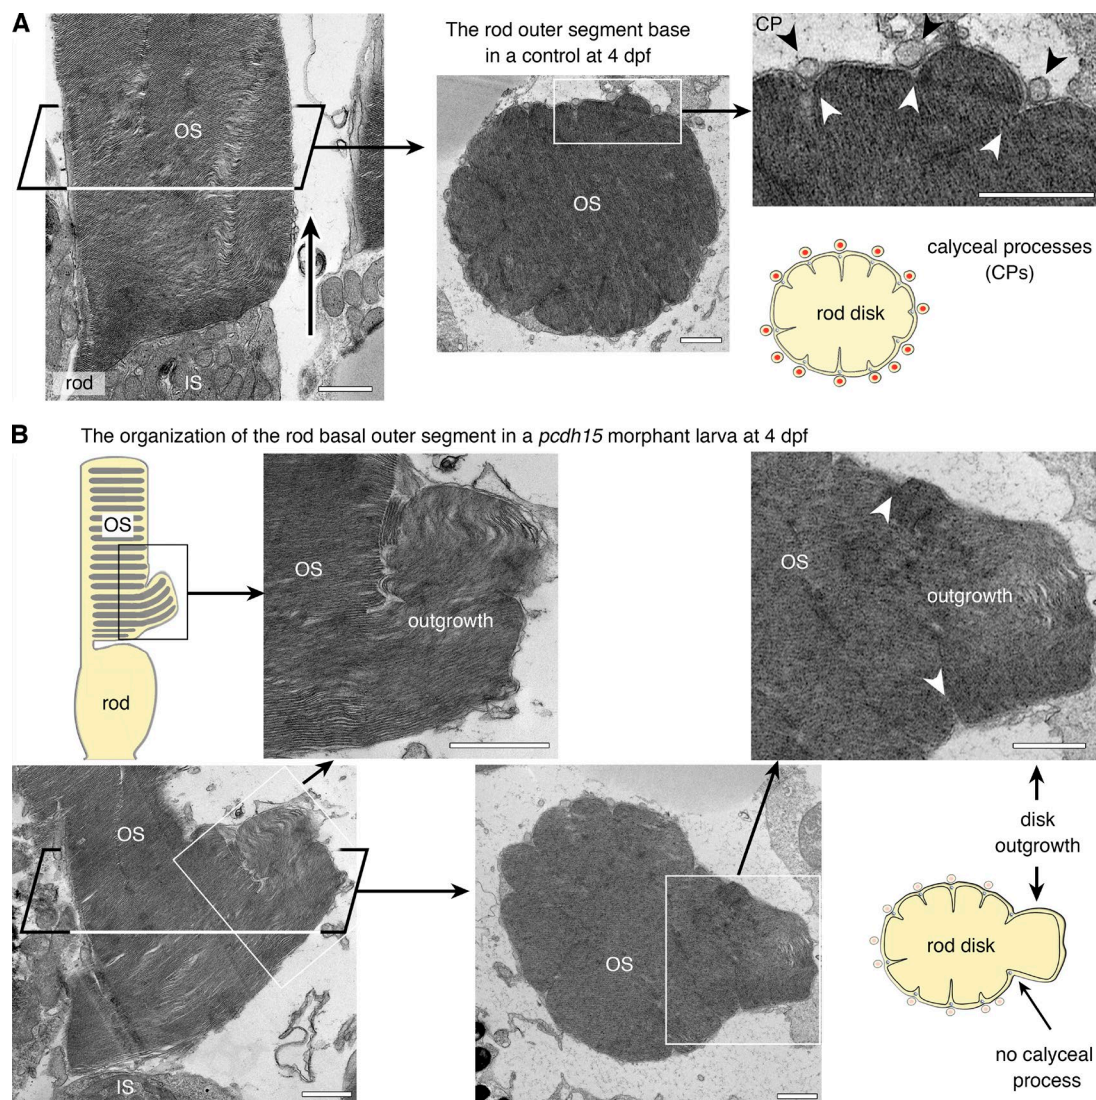 A
The rod outer segment base
in a control at 4 dpf
CP
OS
OS
calyceal processes
(CPs)
rod disk
rod
IS
B
The organization of the rod basal outer segment in a pcdh15 morphant larva at 4 dpf
OS
OS
outgrowth
rod
OS
outgrowth
OS
IS
OS
disk
outgrowth
rod disk
no calyceal
process